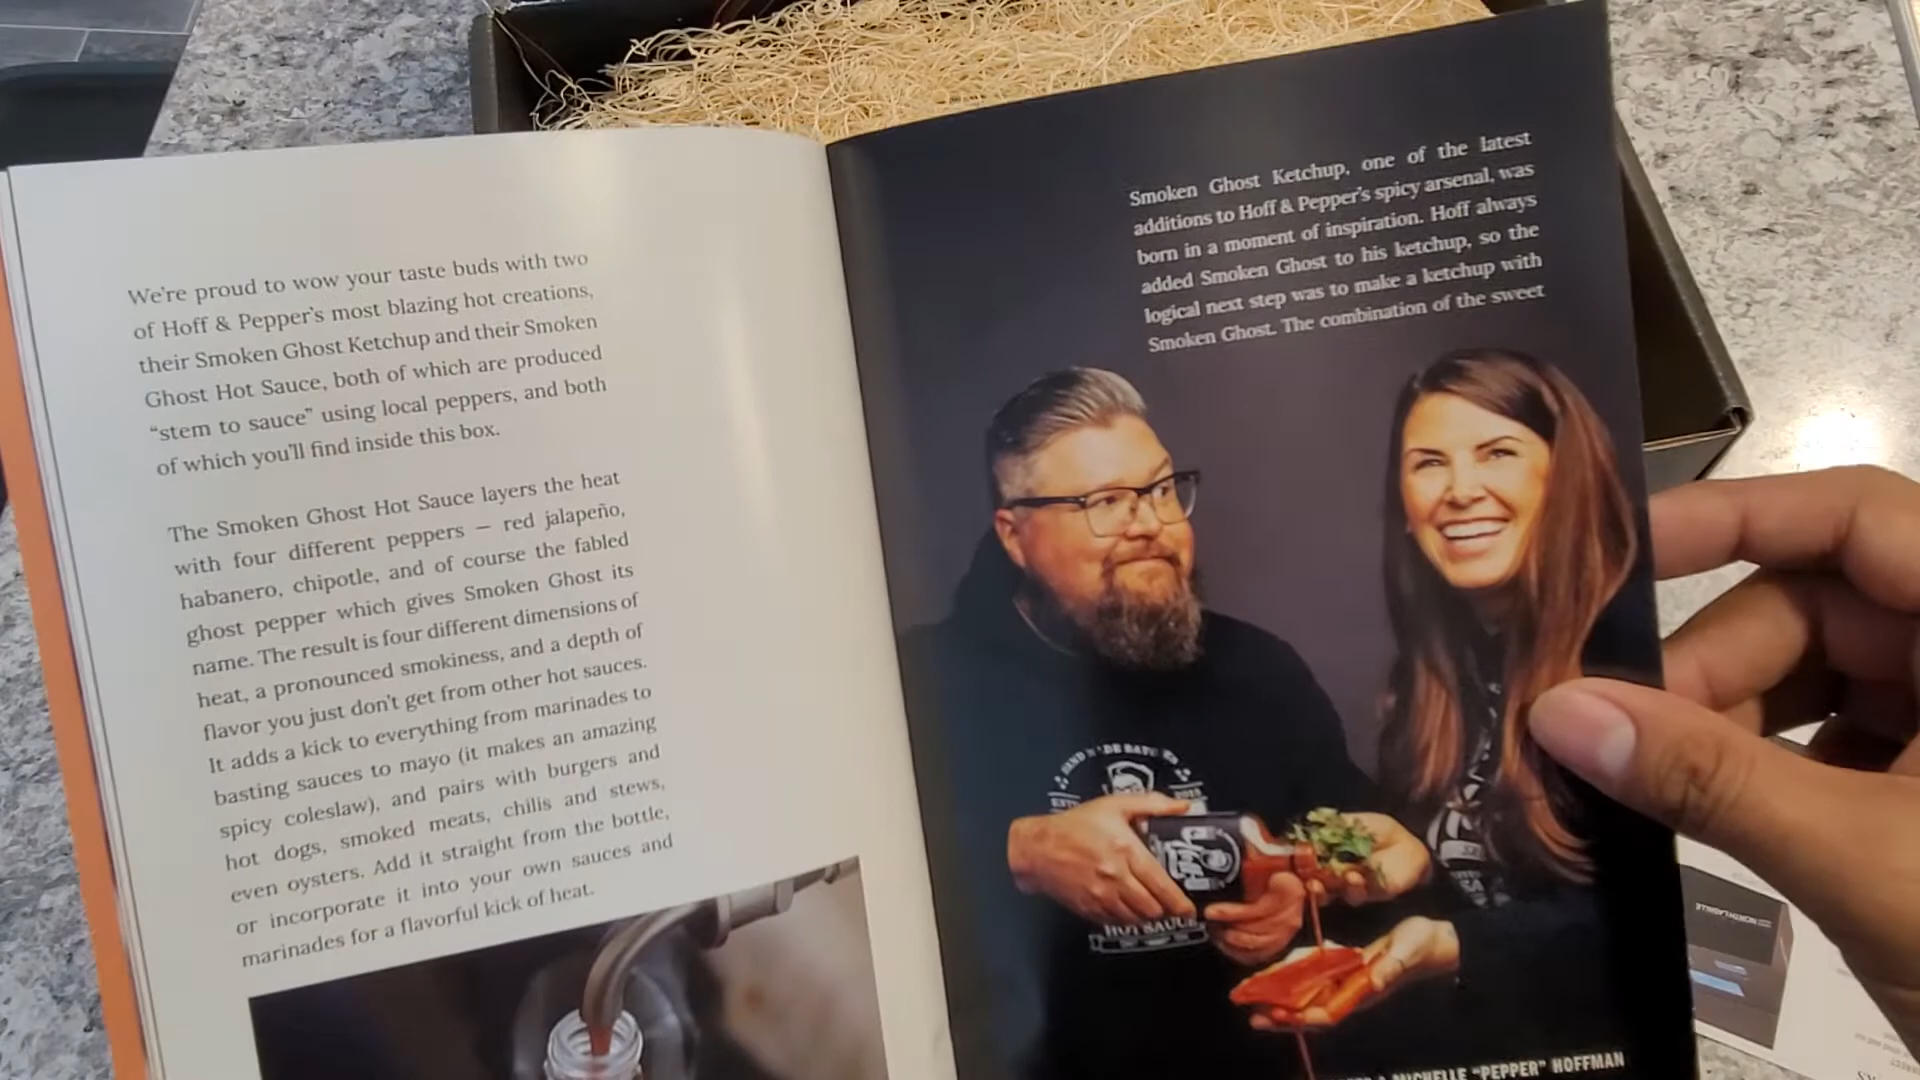 We're proud to wow your taste buds with two
of Hoff & Pepper's most blazing hot creations,
their Smoken Ghost Ketchup and their Smoken
Ghost Hot Sauce, both of which are produced
“stem to sauce” using local peppers, and both
of which you'll find inside this box.
The Smoken Ghost Hot Sauce layers the heat
with four different peppers — red jalapeño,
habanero, chipotle, and of course the fabled
ghost pepper which gives Smoken Ghost its
name. The result is four different dimensions of
heat, a pronounced smokiness, and a depth of
flavor you just don't get from other hot sauces.
It adds a kick to everything from marinades to
basting sauces to mayo (it makes an amazing
spicy coleslaw), and pairs with burgers and
hot dogs, smoked meats, chilis and stews,
even oysters. Add it straight from the bottle,
or incorporate it into your own sauces and
marinades for a flavorful kick of heat.
Smoken Ghost Ketchup, one of the latest
additions to Hoff & Pepper's spicy arsenal, was
born in a moment of inspiration. Hoff always
added Smoken Ghost to his ketchup, so the
logical next step was to make a ketchup with
Smoken Ghost. The combination of the sweet
HOT SAUCE
MICHELLE “PEPPER” HOFFMAN